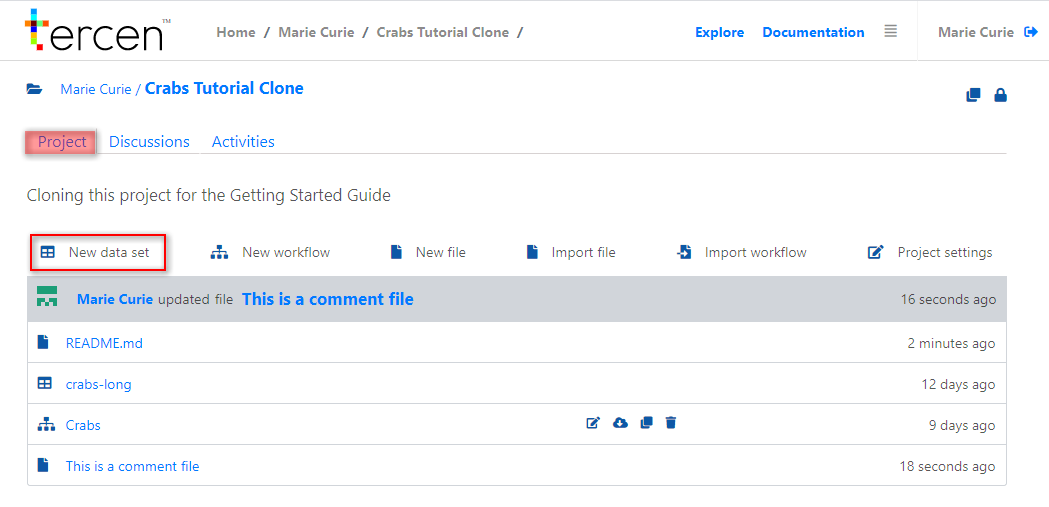 tercen™
Home / Marie Curie / Crabs Tutorial Clone /
Explore Documentation Marie Curie
Marie Curie / Crabs Tutorial Clone
Project Discussions Activities
Cloning this project for the Getting Started Guide
New data set New workflow New file Import file Import workflow Project settings
Marie Curie updated file This is a comment file 16 seconds ago
README.md 2 minutes ago
crabs-long 12 days ago
Crabs 9 days ago
This is a comment file 18 seconds ago